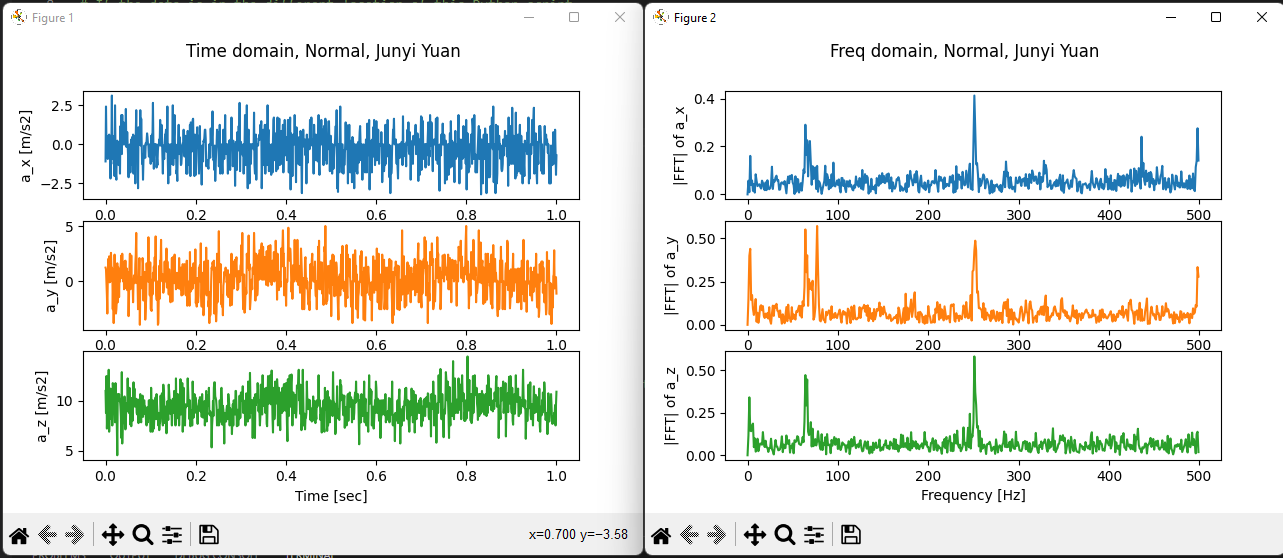 Figure 1
Time domain, Normal, Junyi Yuan
a_x [m/s2]
2.5
0.0
−2.5
0.0 0.2 0.4 0.6 0.8 1.0
a_y [m/s2]
5
0
0.0 0.2 0.4 0.6 0.8 1.0
a_z [m/s2]
10
5
0.0 0.2 0.4 0.6 0.8 1.0
Time [sec]
x=0.700 y=−3.58
Figure 2
Freq domain, Normal, Junyi Yuan
|FFT| of a_x
0.4
0.2
0.0
0 100 200 300 400 500
|FFT| of a_y
0.50
0.25
0.00
0 100 200 300 400 500
|FFT| of a_z
0.50
0.25
0.00
0 100 200 300 400 500
Frequency [Hz]